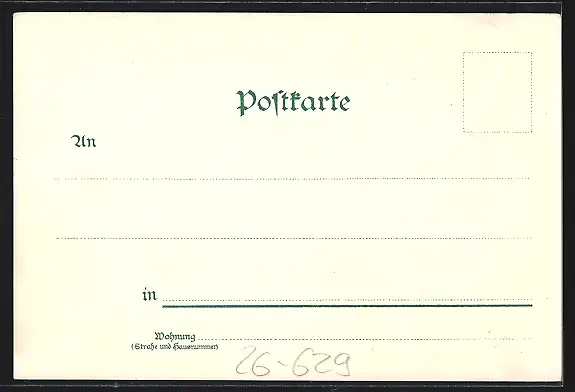 Poſtkarte
An
in
Wohnung
(Straße und Hausnummer)
26-629